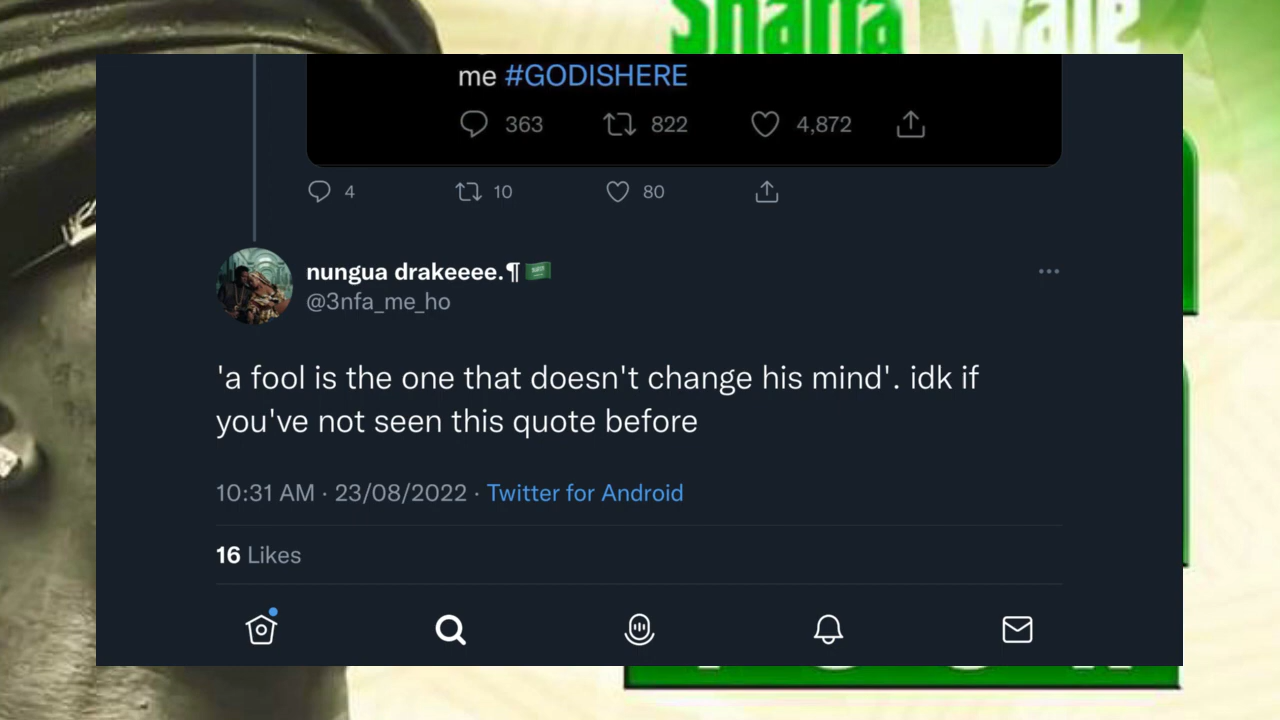 Shatta Wale
me #GODISHERE
363 822 4,872
4 10 80
nungua drakeeee.¶
@3nfa_me_ho
'a fool is the one that doesn't change his mind'. idk if
you've not seen this quote before
10:31 AM · 23/08/2022 · Twitter for Android
16 Likes